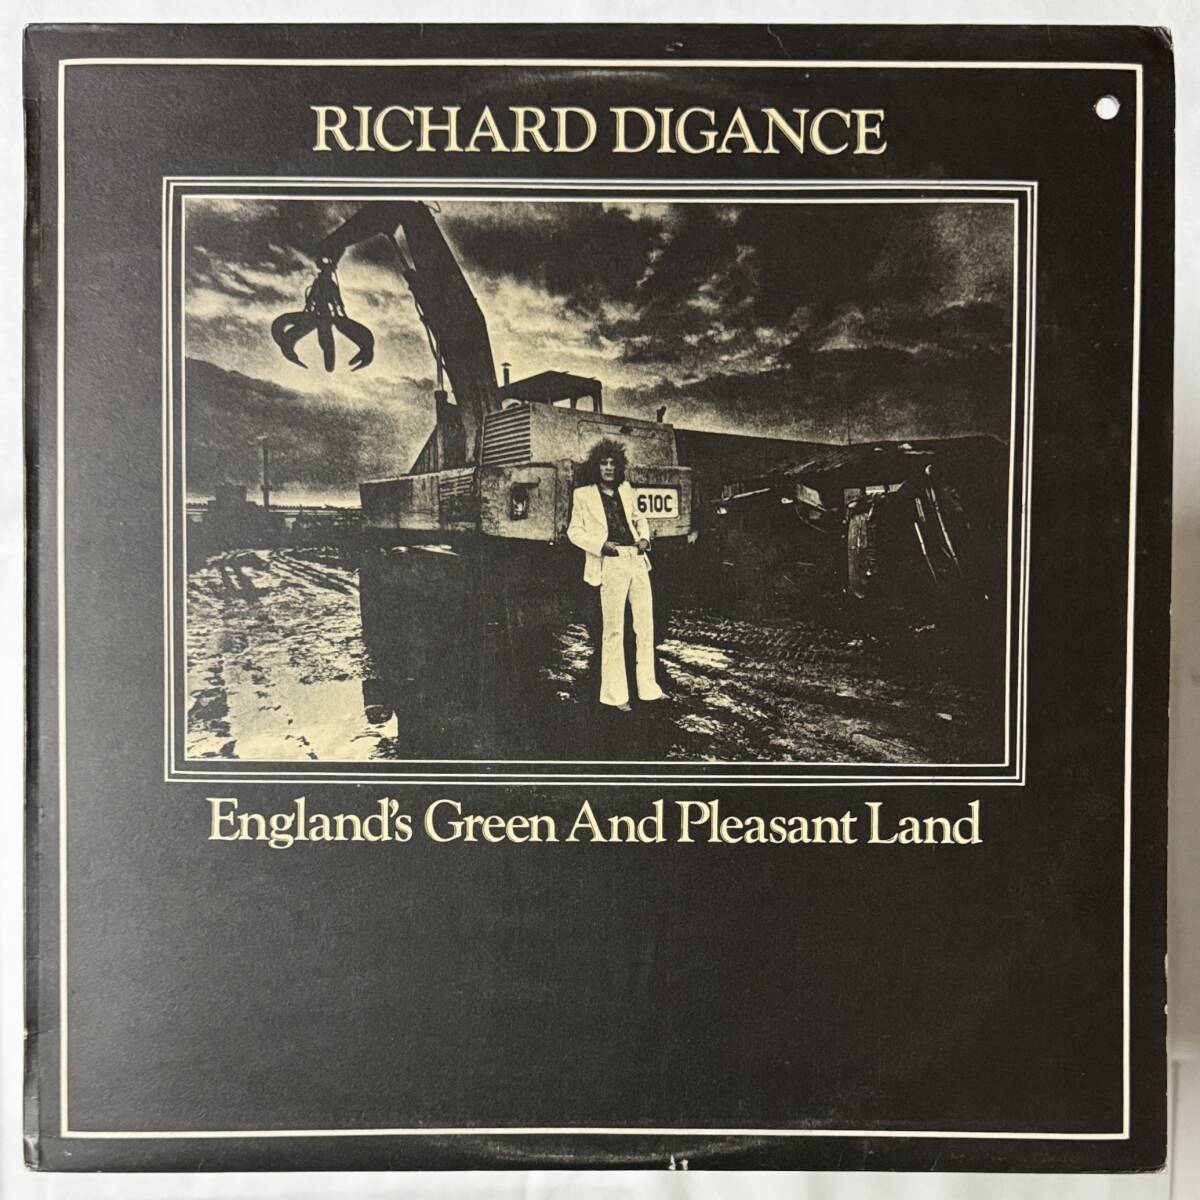 RICHARD DIGANCE
610C
England's Green And Pleasant Land